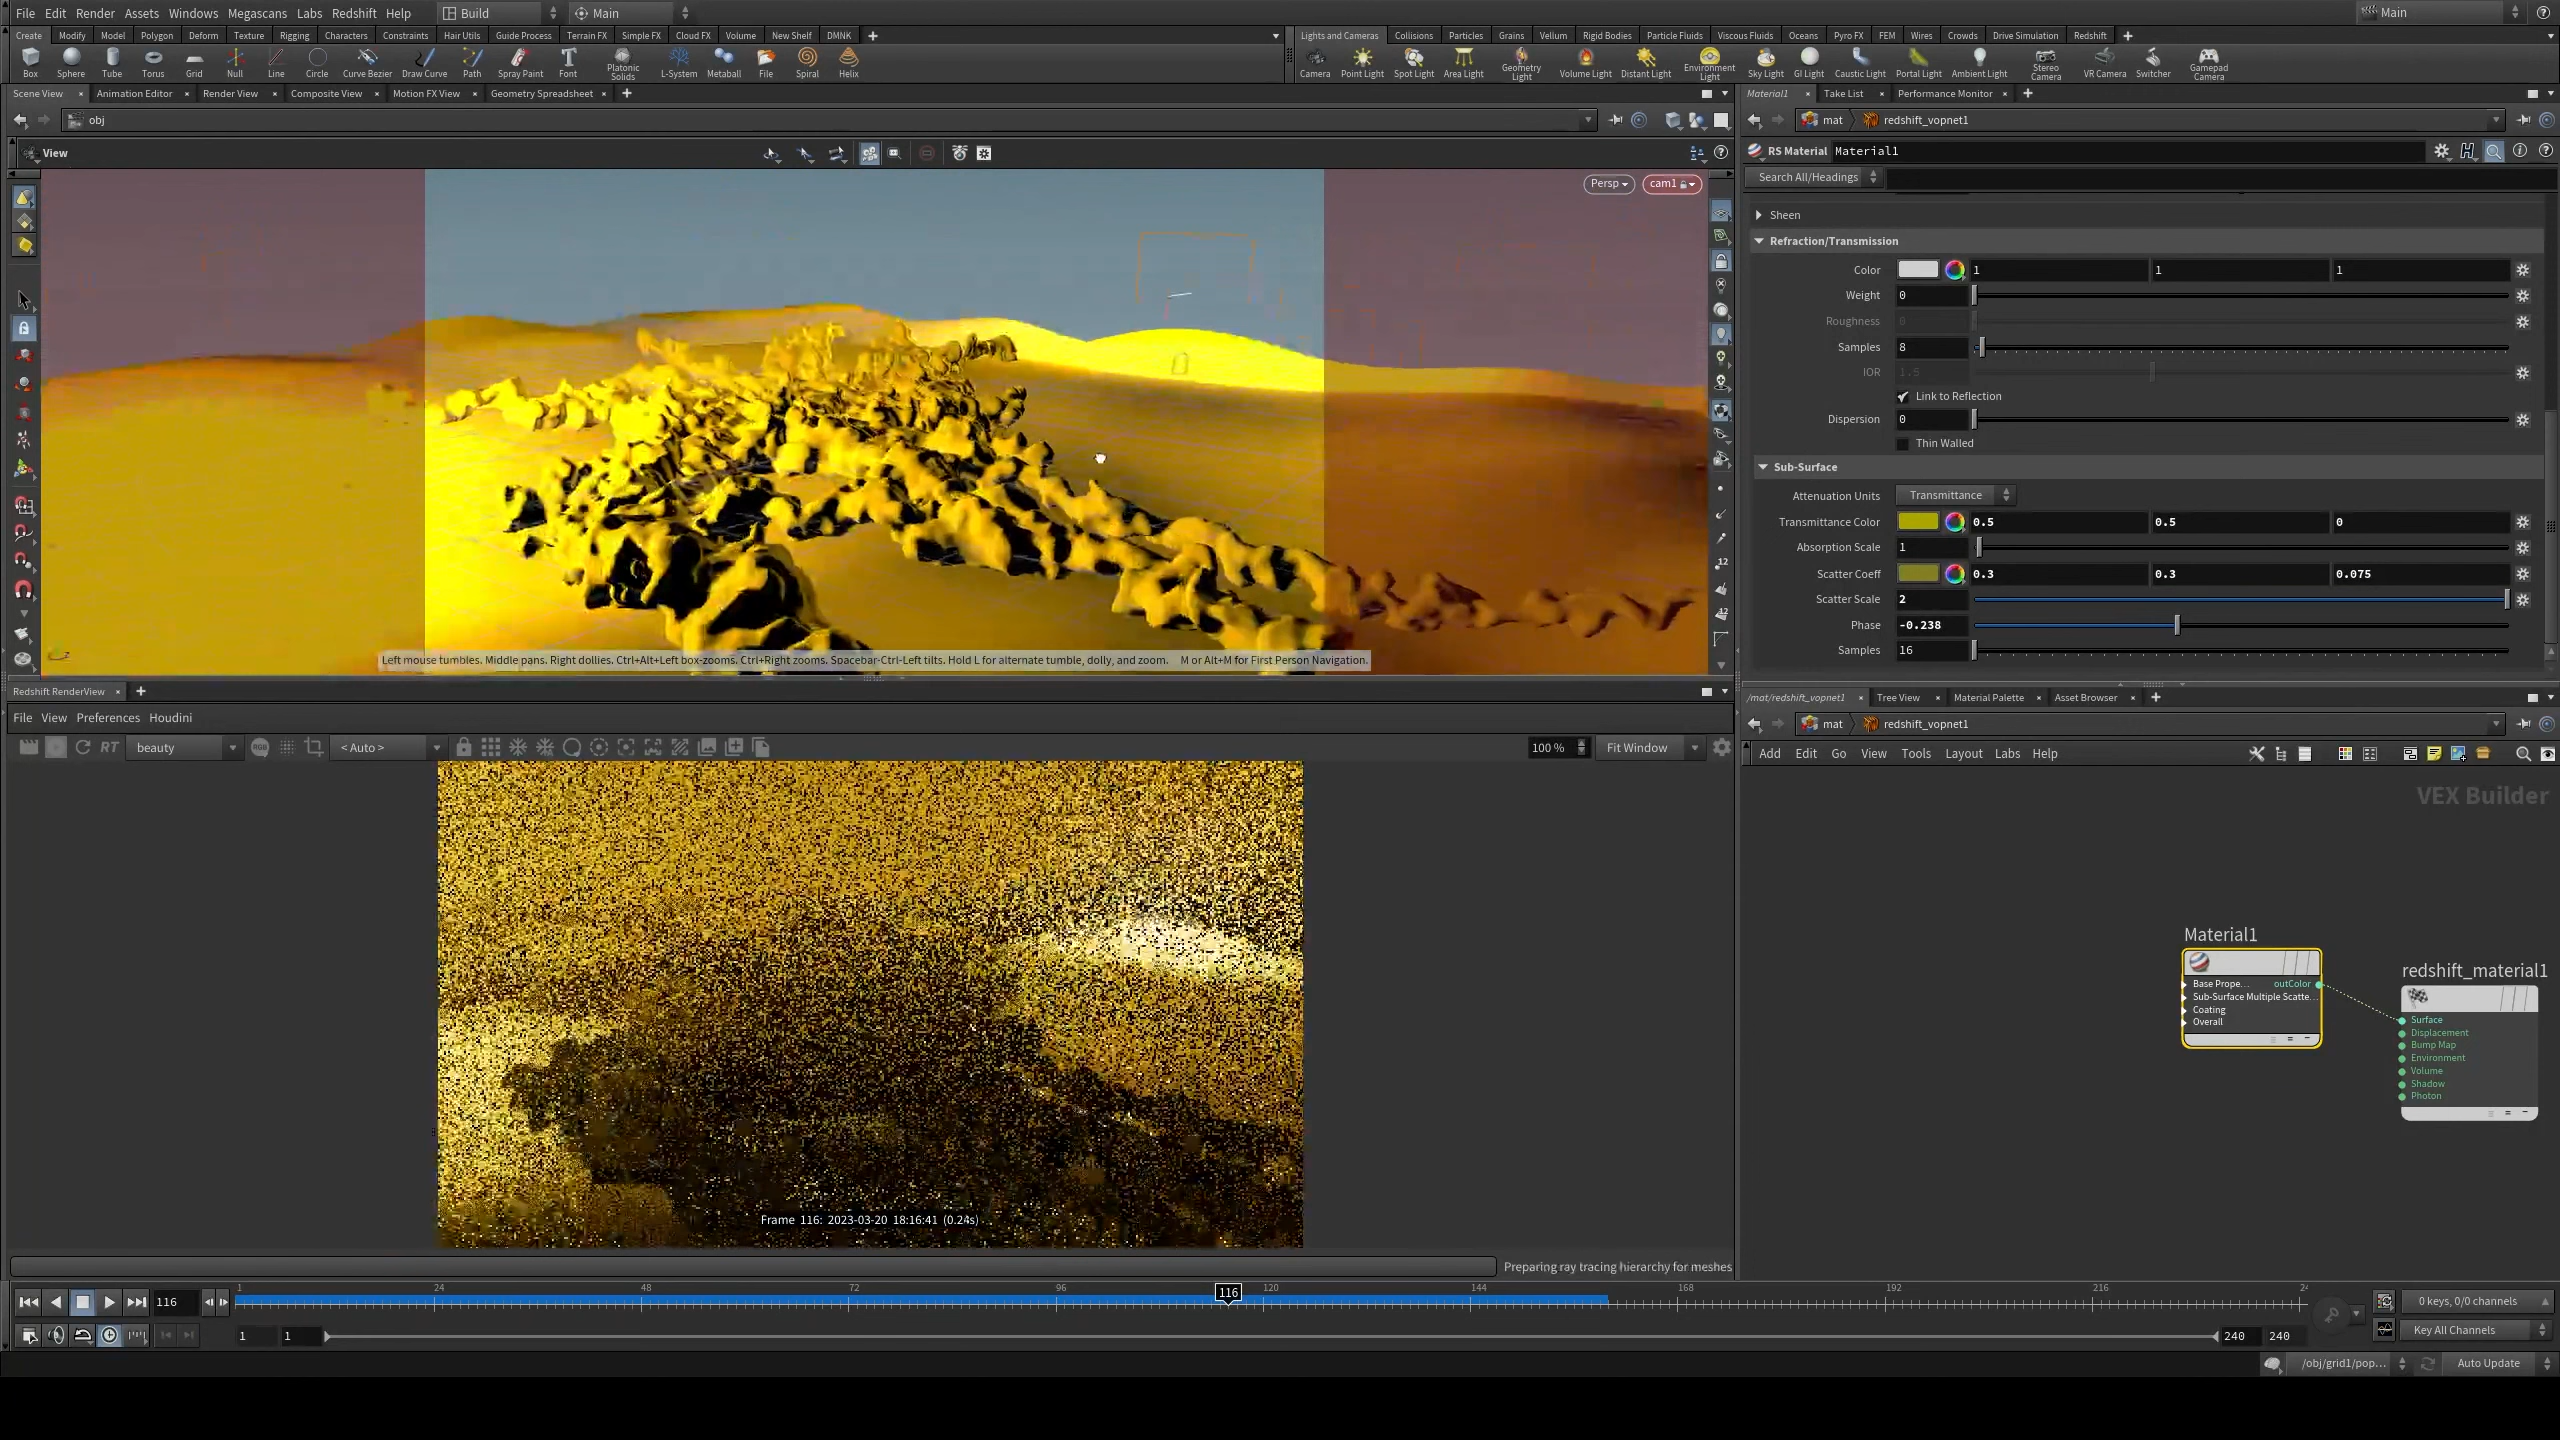 File Edit Render Assets Windows Megascans Labs Redshift Help Build Main Main
Create Modify Model Polygon Deform Texture Rigging Characters Constraints Hair Utils Guide Process Terrain FX Simple FX Cloud FX Volume New Shelf DMNK
Lights and Cameras Collisions Particles Grains Vellum Rigid Bodies Particle Fluids Viscous Fluids Oceans Pyro FX FEM Wires Crowds Drive Simulation Redshift
Box Sphere Tube Torus Grid Null Line Circle Curve Bezier Draw Curve Path Spray Paint Font Platonic Solids L-System Metaball File Spiral Helix
Camera Point Light Spot Light Area Light Geometry Light Volume Light Distant Light Environment Light Sky Light GI Light Caustic Light Portal Light Ambient Light Stereo Camera VR Camera Switcher Gamepad Camera
Scene View Animation Editor Render View Composite View Motion FX View Geometry Spreadsheet
obj
View
Persp cam1
Left mouse tumbles. Middle pans. Right dollies. Ctrl+Alt+Left box-zooms. Ctrl+Right zooms. Spacebar-Ctrl-Left tilts. Hold L for alternate tumble, dolly, and zoom. M or Alt+M for First Person Navigation.
Material1 Take List Performance Monitor
mat redshift_vopnet1
RS Material Material1
Search All/Headings
Sheen
Refraction/Transmission
Color 1 1 1
Weight 0
Roughness 0
Samples 8
IOR 1.5
Link to Reflection
Dispersion 0
Thin Walled
Sub-Surface
Attenuation Units Transmittance
Transmittance Color 0.5 0.5 0
Absorption Scale 1
Scatter Coeff 0.3 0.3 0.075
Scatter Scale 2
Phase -0.238
Samples 16
Redshift RenderView
File View Preferences Houdini
RT beauty RGB < Auto > 100 % Fit Window
Frame 116: 2023-03-20 18:16:41 (0.24s)
Preparing ray tracing hierarchy for meshes
/mat/redshift_vopnet1 Tree View Material Palette Asset Browser
mat redshift_vopnet1
Add Edit Go View Tools Layout Labs Help
VEX Builder
Material1
Base Prope... outColor
Sub-Surface Multiple Scatte...
Coating
Overall
redshift_material1
Surface
Displacement
Bump Map
Environment
Volume
Shadow
Photon
116 1 24 48 72 96 116 120 144 168 192 216 24
1 1 240 240
0 keys, 0/0 channels
Key All Channels
/obj/grid1/pop... Auto Update